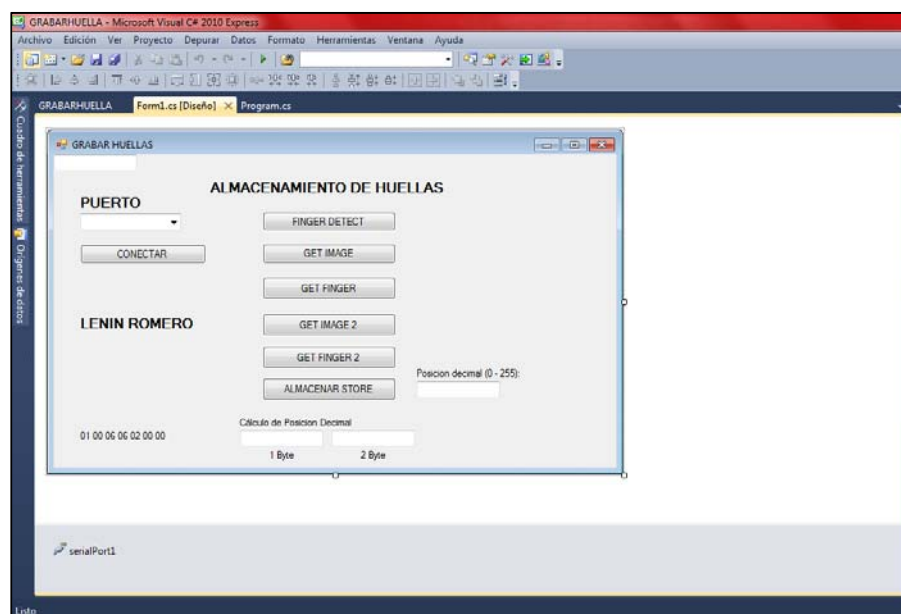 GRABARHUELLA - Microsoft Visual C# 2010 Express
Archivo Edición Ver Proyecto Depurar Datos Formato Herramientas Ventana Ayuda
GRABARHUELLA Form1.cs [Diseño] Program.cs
Cuadro de herramientas
Orígenes de datos
GRABAR HUELLAS
ALMACENAMIENTO DE HUELLAS
PUERTO
FINGER DETECT
CONECTAR
GET IMAGE
GET FINGER
LENIN ROMERO
GET IMAGE 2
GET FINGER 2
Posicion decimal (0 - 255):
ALMACENAR STORE
Cálculo de Posicion Decimal
01 00 06 06 02 00 00
1 Byte 2 Byte
serialPort1
Listo